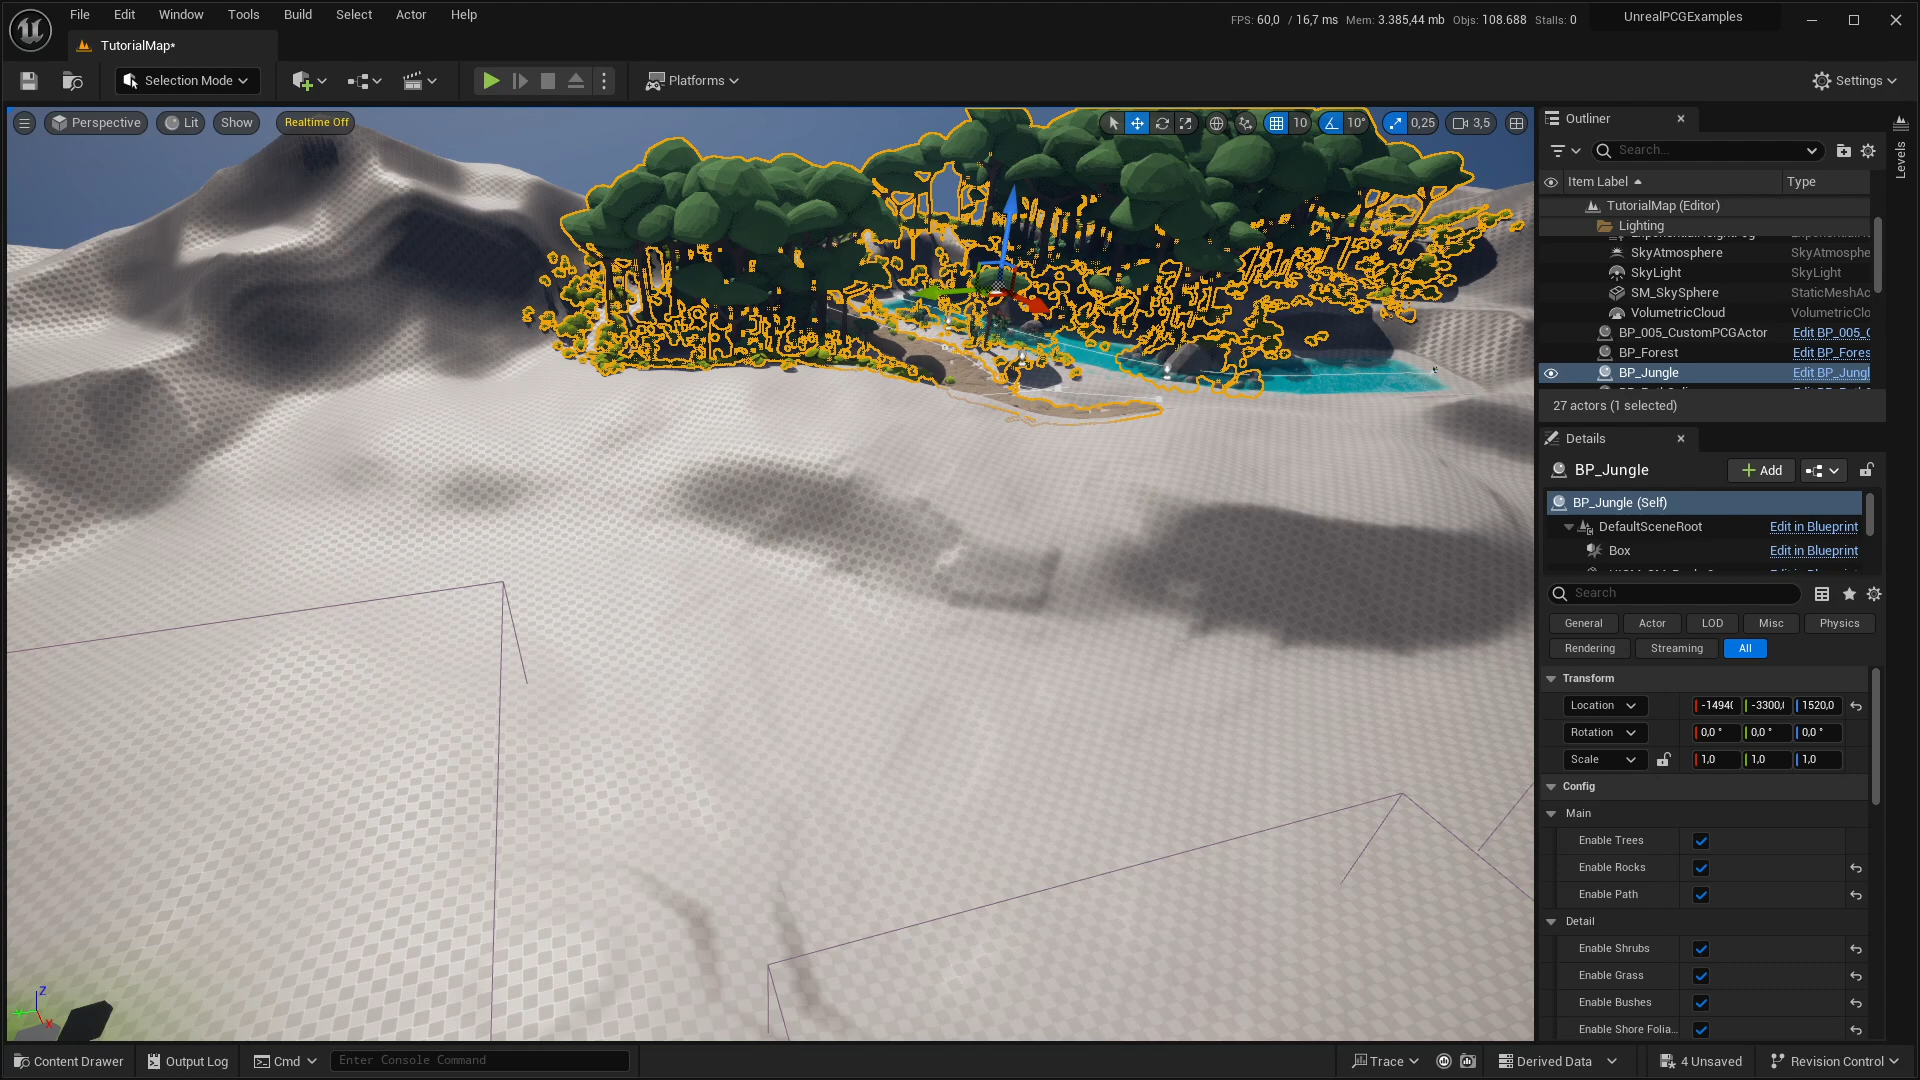 File Edit Window Tools Build Select Actor Help
FPS: 60,0 / 16,7 ms Mem: 3.385,44 mb Objs: 108.688 Stalls: 0
UnrealPCGExamples
TutorialMap*
Selection Mode
Platforms
Settings
Perspective Lit Show Realtime Off
10 10° 0,25 3,5
Outliner
Levels
Search...
Item Label Type
TutorialMap (Editor)
Lighting
SkyAtmosphere SkyAtmosphe
SkyLight SkyLight
SM_SkySphere StaticMeshAc
VolumetricCloud VolumetricClo
BP_005_CustomPCGActor Edit BP_005_C
BP_Forest Edit BP_Fores
BP_Jungle Edit BP_Jungl
27 actors (1 selected)
Details
BP_Jungle
Add
BP_Jungle (Self)
DefaultSceneRoot Edit in Blueprint
Box Edit in Blueprint
Search
General Actor LOD Misc Physics
Rendering Streaming All
Transform
Location -1494( -3300,( 1520,0
Rotation 0,0 ° 0,0 ° 0,0 °
Scale 1,0 1,0 1,0
Config
Main
Enable Trees
Enable Rocks
Enable Path
Detail
Enable Shrubs
Enable Grass
Enable Bushes
Enable Shore Folia...
Z
X
Content Drawer Output Log Cmd Enter Console Command
Trace Derived Data 4 Unsaved Revision Control